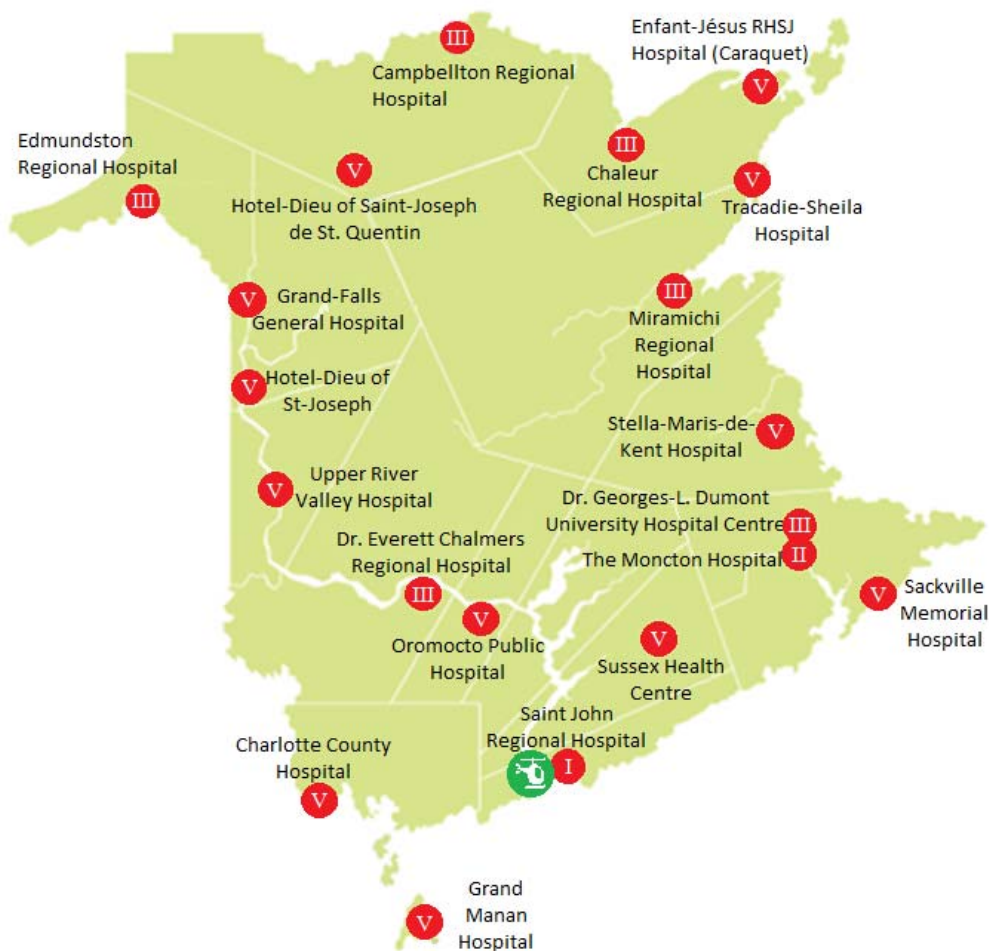 III
Campbellton Regional
Hospital
Enfant-Jésus RHSJ
Hospital (Caraquet)
V
Edmundston
Regional Hospital
III
V
Hotel-Dieu of Saint-Joseph
de St. Quentin
III
Chaleur
Regional Hospital
V
Tracadie-Sheila
Hospital
V
Grand-Falls
General Hospital
III
Miramichi
Regional
Hospital
V
Hotel-Dieu of
St-Joseph
Stella-Maris-de-
Kent Hospital
V
V
Upper River
Valley Hospital
Dr. Georges-L. Dumont
University Hospital Centre
III
The Moncton Hospital
II
Dr. Everett Chalmers
Regional Hospital
III
V
Sackville
Memorial
Hospital
V
Oromocto Public
Hospital
V
Sussex Health
Centre
Saint John
Regional Hospital
I
Charlotte County
Hospital
V
V
Grand
Manan
Hospital